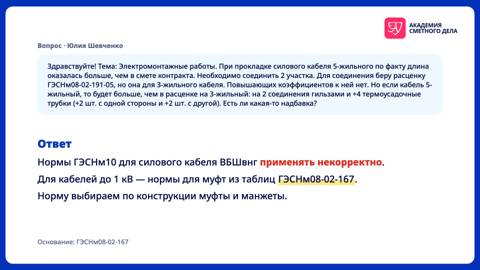 АКАДЕМИЯ
СМЕТНОГО ДЕЛА
Вопрос · Юлия Шевченко
Здравствуйте! Тема: Электромонтажные работы. При прокладке силового кабеля 5-жильного по факту длина
оказалась больше, чем в смете контракта. Необходимо соединить 2 участка. Для соединения беру расценку
ГЭСНм08-02-191-05, но она для 3-жильного кабеля. Повышающих коэффициентов к ней нет. Но если кабель 5-
жильный, то будет больше, чем в расценке на 3-жильный: на 2 соединения гильзами и +4 термоусадочные
трубки (+2 шт. с одной стороны и +2 шт. с другой). Есть ли какая-то надбавка?
Ответ
Нормы ГЭСНм10 для силового кабеля ВБШвнг применять некорректно.
Для кабелей до 1 кВ — нормы для муфт из таблиц ГЭСНм08-02-167.
Норму выбираем по конструкции муфты и манжеты.
Основание: ГЭСНм08-02-167